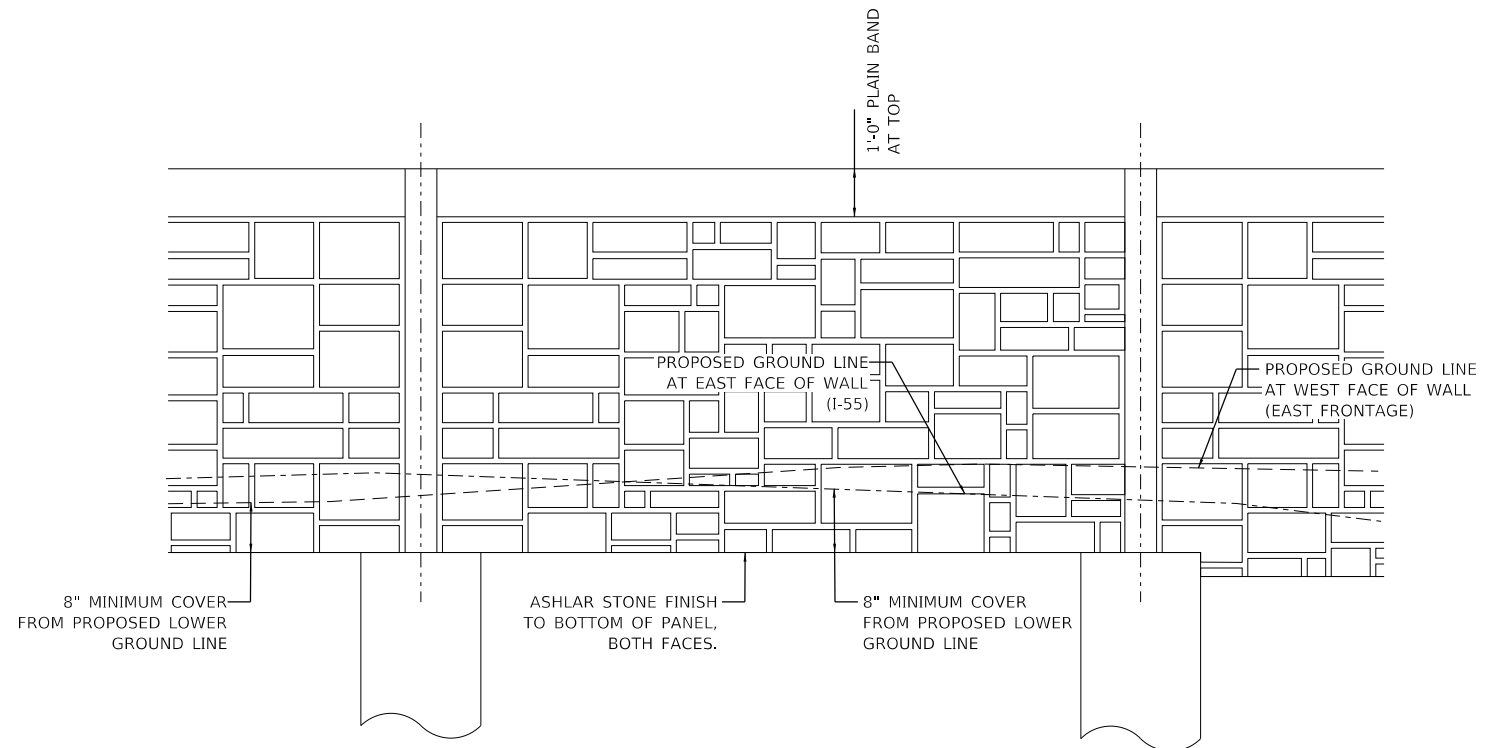 1'-0" PLAIN BAND
AT TOP
PROPOSED GROUND LINE
AT EAST FACE OF WALL
(I-55)
PROPOSED GROUND LINE
AT WEST FACE OF WALL
(EAST FRONTAGE)
8" MINIMUM COVER
FROM PROPOSED LOWER
GROUND LINE
ASHLAR STONE FINISH
TO BOTTOM OF PANEL,
BOTH FACES.
8" MINIMUM COVER
FROM PROPOSED LOWER
GROUND LINE